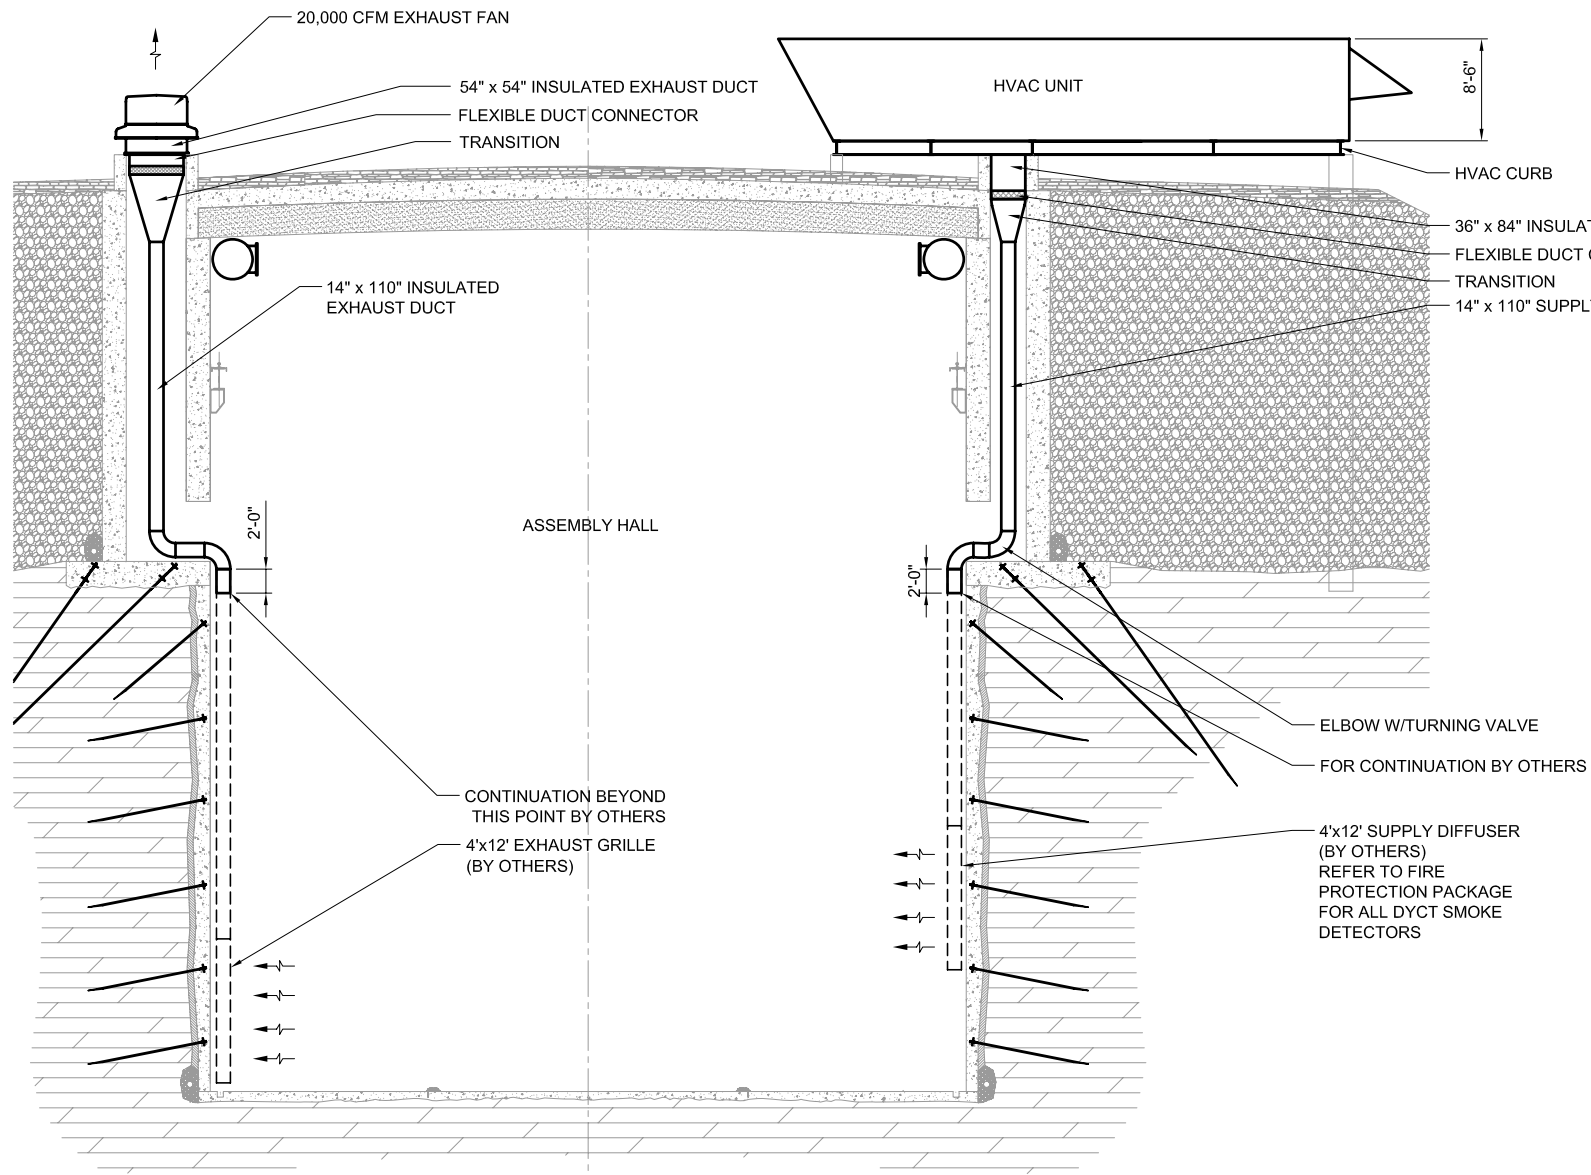 20,000 CFM EXHAUST FAN
54" x 54" INSULATED EXHAUST DUCT
FLEXIBLE DUCT CONNECTOR
TRANSITION
HVAC UNIT
8'-6"
HVAC CURB
36" x 84" INSULAT
FLEXIBLE DUCT
TRANSITION
14" x 110" SUPPLY
14" x 110" INSULATED
EXHAUST DUCT
2'-0"
ASSEMBLY HALL
2'-0"
ELBOW W/TURNING VALVE
FOR CONTINUATION BY OTHERS
CONTINUATION BEYOND
THIS POINT BY OTHERS
4'x12' EXHAUST GRILLE
(BY OTHERS)
4'x12' SUPPLY DIFFUSER
(BY OTHERS)
REFER TO FIRE
PROTECTION PACKAGE
FOR ALL DYCT SMOKE
DETECTORS